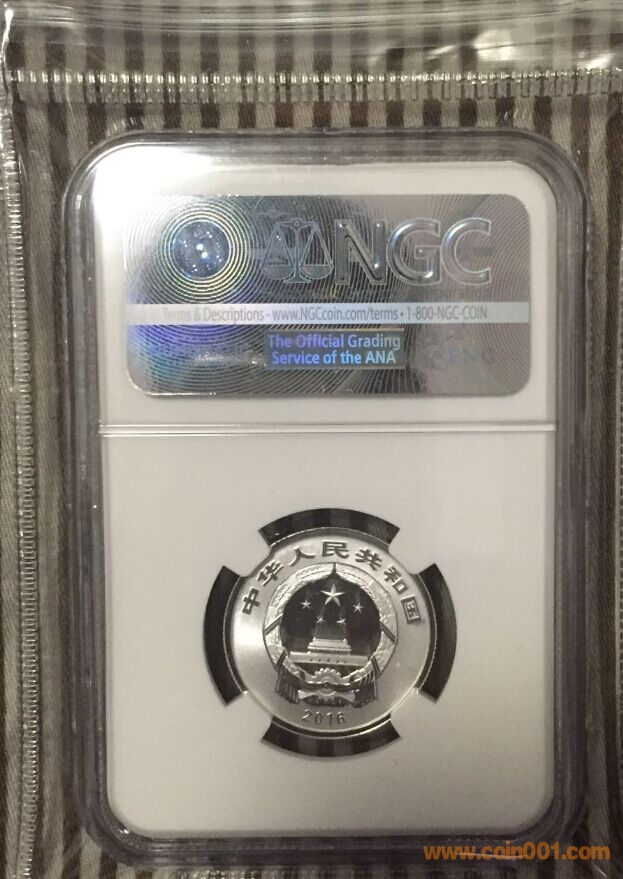 NGC
Terms & Descriptions - www.NGCcoin.com/terms • 1-800-NGC-COIN
The Official Grading
Service of the ANA
PNG
中华人民共和国
2016
www.coin001.com